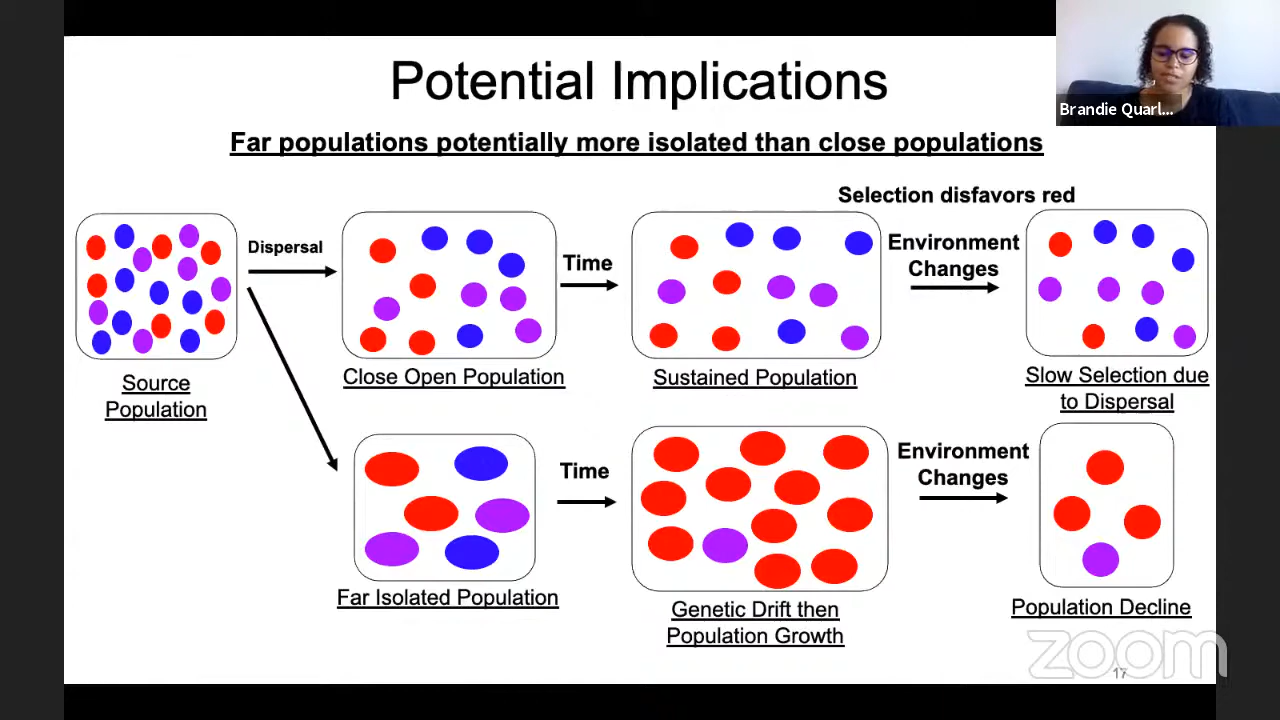 Potential Implications
Brandie Quarl...
Far populations potentially more isolated than close populations
Selection disfavors red
Dispersal
Time
Environment
Changes
Source
Population
Close Open Population
Sustained Population
Slow Selection due
to Dispersal
Time
Environment
Changes
Far Isolated Population
Genetic Drift then
Population Growth
Population Decline
zoom
17